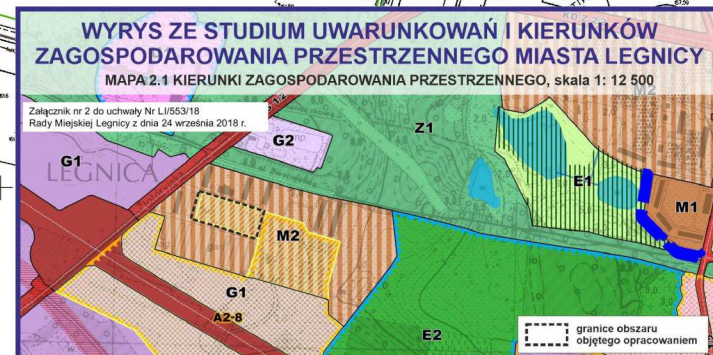 WYRYS ZE STUDIUM UWARUNKOWAŃ I KIERUNKÓW
ZAGOSPODAROWANIA PRZESTRZENNEGO MIASTA LEGNICY
MAPA 2.1 KIERUNKI ZAGOSPODAROWANIA PRZESTRZENNEGO, skala 1: 12 500
Załącznik nr 2 do uchwały Nr LI/553/18
Rady Miejskiej Legnicy z dnia 24 września 2018 r.
M2
Z1
G2
G1
LEGNICA
E1
M1
M2
G1
A2-8
E2
granice obszaru
objętego opracowaniem